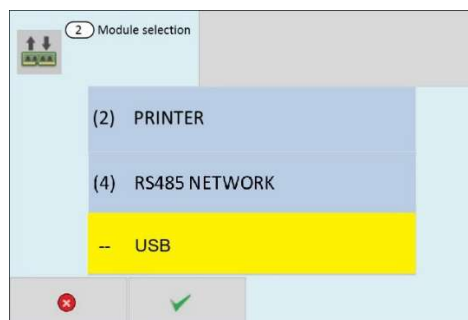 2 Module selection
(2) PRINTER
(4) RS485 NETWORK
-- USB